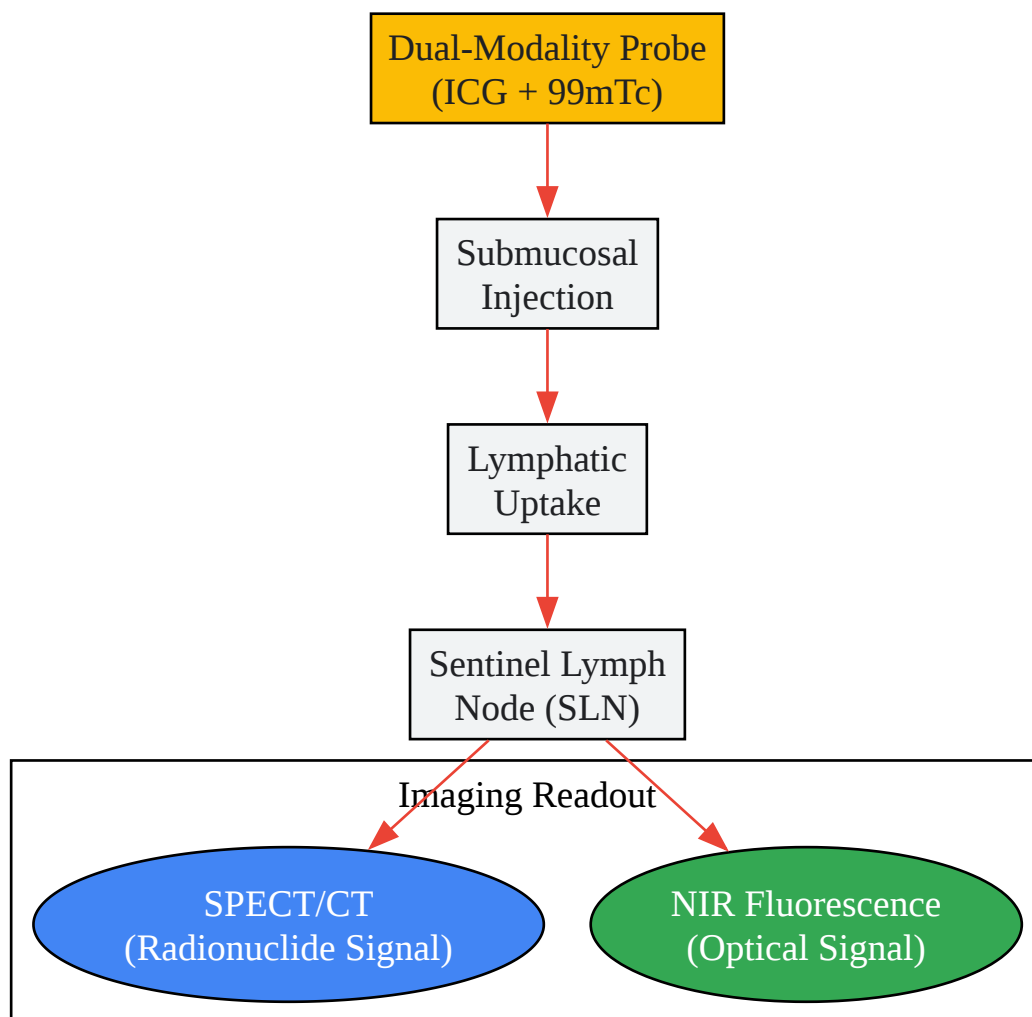 Dual-Modality Probe
(ICG + 99mTc)
Submucosal
Injection
Lymphatic
Uptake
Sentinel Lymph
Node (SLN)
Imaging Readout
SPECT/CT
(Radionuclide Signal)
NIR Fluorescence
(Optical Signal)